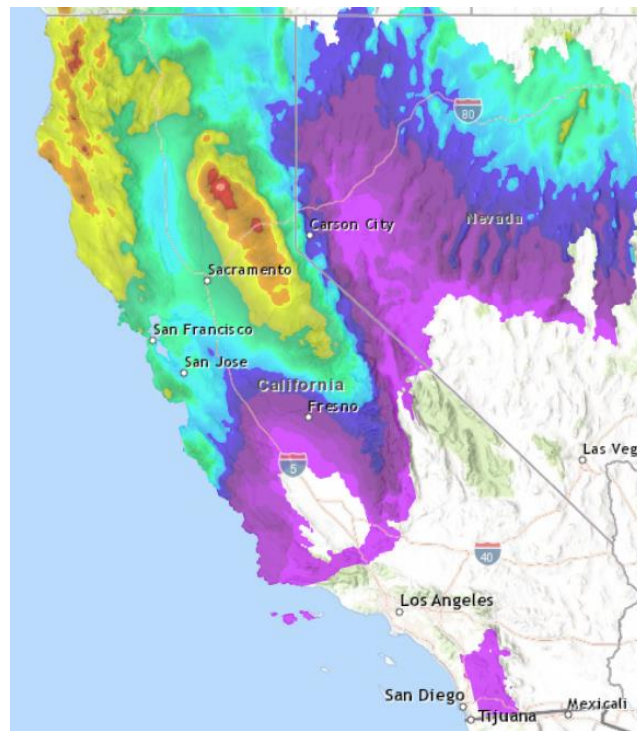 80
Carson City
Nevada
Sacramento
San Francisco
San Jose
California
Fresno
5
Las Veg
40
Los Angeles
San Diego
Tijuana
Mexicali